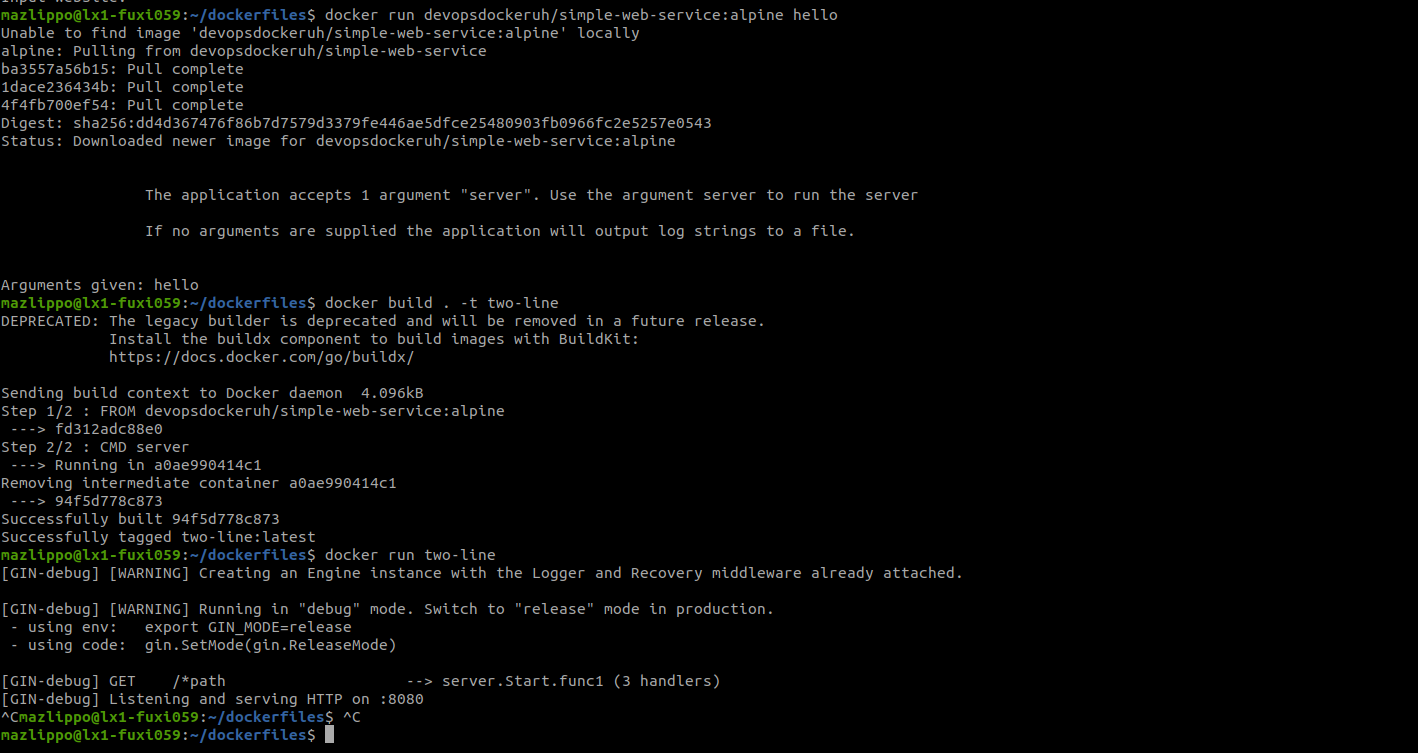 mazlippo@lx1-fuxi059:~/dockerfiles$ docker run devopsdockeruh/simple-web-service:alpine hello
Unable to find image 'devopsdockeruh/simple-web-service:alpine' locally
alpine: Pulling from devopsdockeruh/simple-web-service
ba3557a56b15: Pull complete
1dace236434b: Pull complete
4f4fb700ef54: Pull complete
Digest: sha256:dd4d367476f86b7d7579d3379fe446ae5dfce25480903fb0966fc2e5257e0543
Status: Downloaded newer image for devopsdockeruh/simple-web-service:alpine
The application accepts 1 argument "server". Use the argument server to run the server
If no arguments are supplied the application will output log strings to a file.
Arguments given: hello
mazlippo@lx1-fuxi059:~/dockerfiles$ docker build . -t two-line
DEPRECATED: The legacy builder is deprecated and will be removed in a future release.
Install the buildx component to build images with BuildKit:
https://docs.docker.com/go/buildx/
Sending build context to Docker daemon  4.096kB
Step 1/2 : FROM devopsdockeruh/simple-web-service:alpine
---> fd312adc88e0
Step 2/2 : CMD server
---> Running in a0ae990414c1
Removing intermediate container a0ae990414c1
---> 94f5d778c873
Successfully built 94f5d778c873
Successfully tagged two-line:latest
mazlippo@lx1-fuxi059:~/dockerfiles$ docker run two-line
[GIN-debug] [WARNING] Creating an Engine instance with the Logger and Recovery middleware already attached.
[GIN-debug] [WARNING] Running in "debug" mode. Switch to "release" mode in production.
- using env:   export GIN_MODE=release
- using code:  gin.SetMode(gin.ReleaseMode)
[GIN-debug] GET    /*path                    --> server.Start.func1 (3 handlers)
[GIN-debug] Listening and serving HTTP on :8080
^Cmazlippo@lx1-fuxi059:~/dockerfiles$ ^C
mazlippo@lx1-fuxi059:~/dockerfiles$